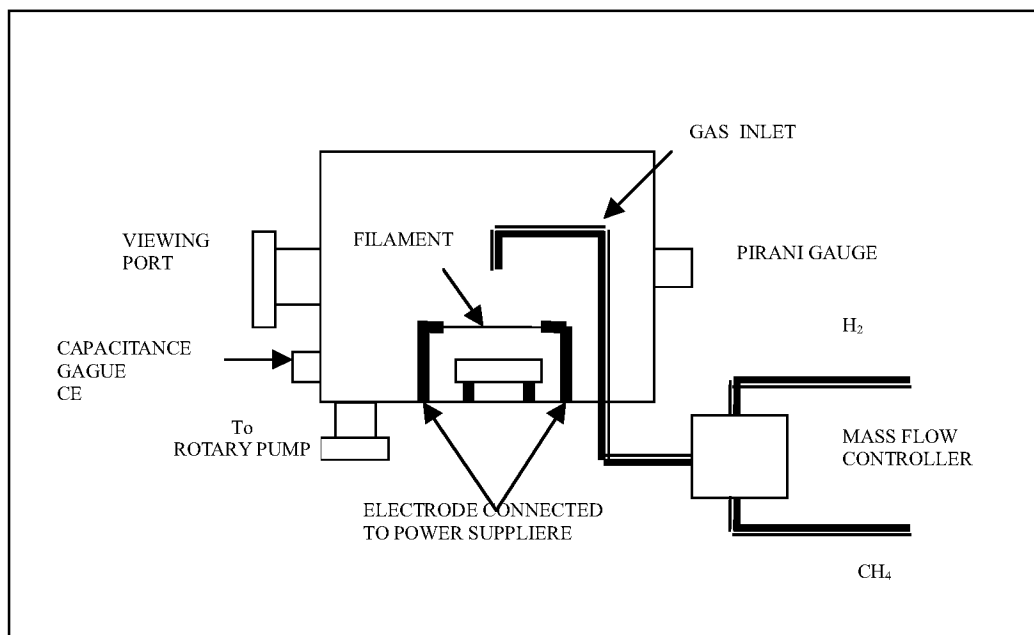 GAS INLET
VIEWING
PORT
FILAMENT
PIRANI GAUGE
H₂
CAPACITANCE
GAGUE
CE
To
ROTARY PUMP
MASS FLOW
CONTROLLER
ELECTRODE CONNECTED
TO POWER SUPPLIERE
CH₄